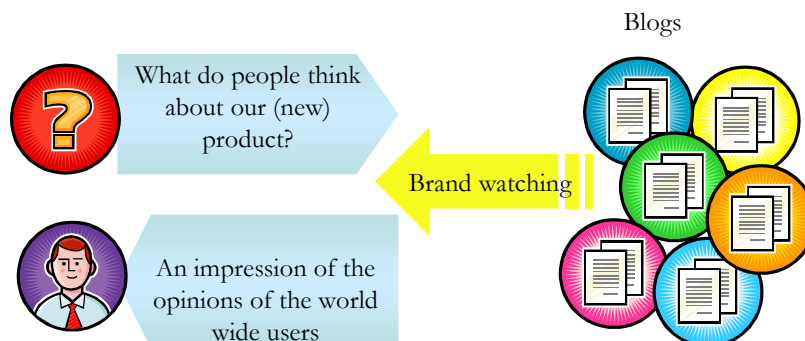 Blogs
What do people think
about our (new)
product?
Brand watching
An impression of the
opinions of the world
wide users